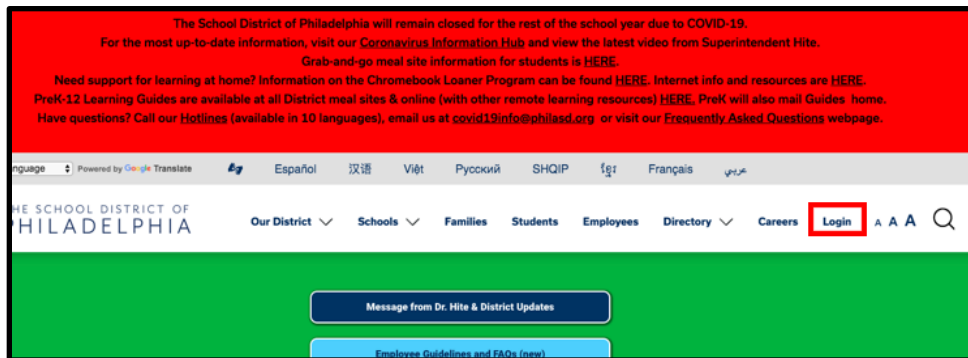 The School District of Philadelphia will remain closed for the rest of the school year due to COVID-19.
For the most up-to-date information, visit our Coronavirus Information Hub and view the latest video from Superintendent Hite.
Grab-and-go meal site information for students is HERE.
Need support for learning at home? Information on the Chromebook Loaner Program can be found HERE. Internet info and resources are HERE.
PreK-12 Learning Guides are available at all District meal sites & online (with other remote learning resources) HERE. PreK will also mail Guides home.
Have questions? Call our Hotlines (available in 10 languages), email us at covid19info@philasd.org or visit our Frequently Asked Questions webpage.
nguage Powered by Google Translate Español 汉语 Việt Русский SHQIP ខ្មែរ Français عربي
HE SCHOOL DISTRICT OF
PHILADELPHIA
Our District Schools Families Students Employees Directory Careers Login A A A
Message from Dr. Hite & District Updates
Employee Guidelines and FAQs (new)